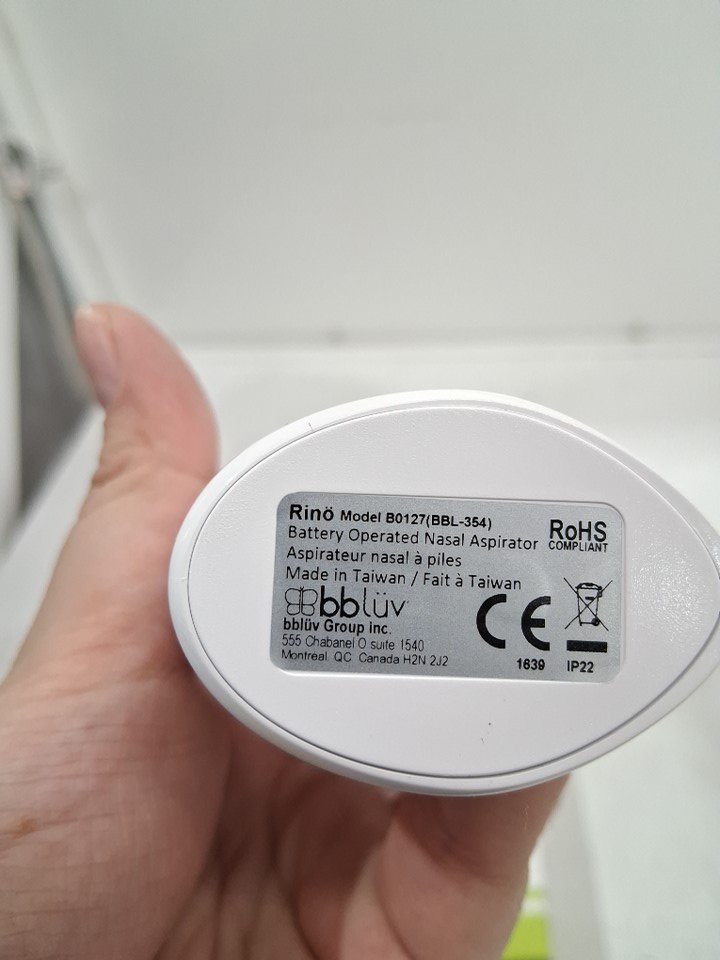 Rinö Model B0127(BBL-354)
Battery Operated Nasal Aspirator
Aspirateur nasal à piles
Made in Taiwan / Fait à Taiwan
RoHS
COMPLIANT
bblüv
bblüv Group inc.
555 Chabanel O suite 1540
Montréal QC Canada H2N 2J2
CE
1639
IP22